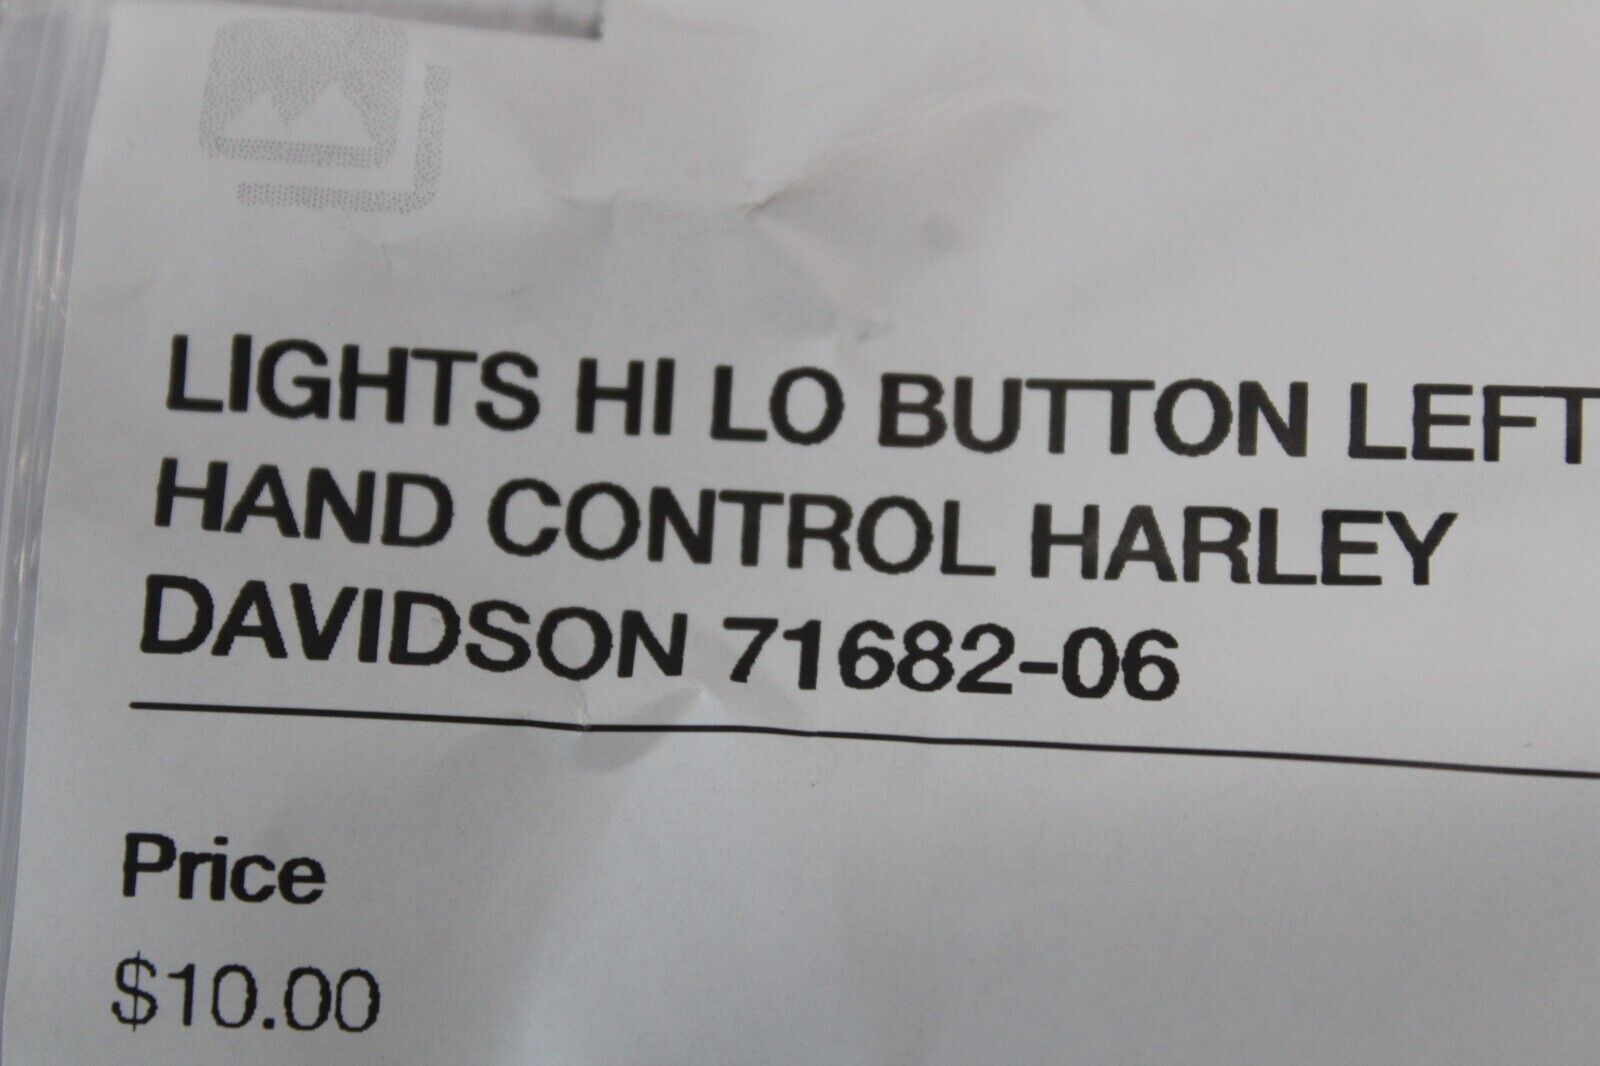 LIGHTS HI LO BUTTON LEFT
HAND CONTROL HARLEY
DAVIDSON 71682-06
Price
$10.00